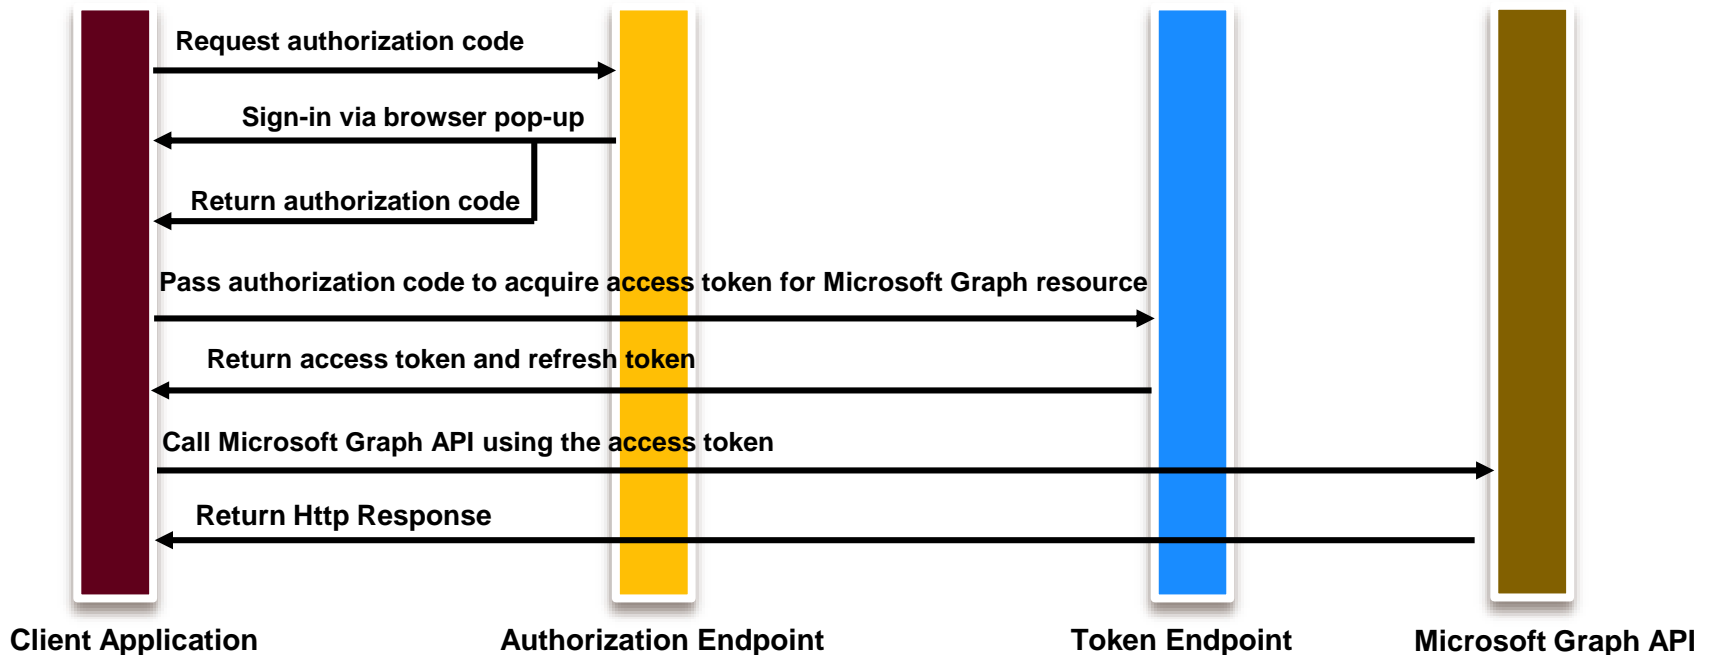 Request authorization code
Sign-in via browser pop-up
Return authorization code
Pass authorization code to acquire access token for Microsoft Graph resource
Return access token and refresh token
Call Microsoft Graph API using the access token
Return Http Response
Client Application
Authorization Endpoint
Token Endpoint
Microsoft Graph API